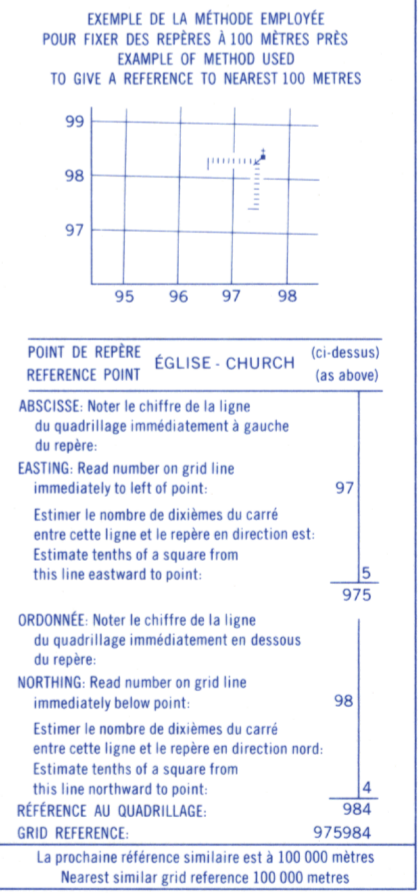 EXEMPLE DE LA MÉTHODE EMPLOYÉE
POUR FIXER DES REPÈRES À 100 MÈTRES PRÈS
EXAMPLE OF METHOD USED
TO GIVE A REFERENCE TO NEAREST 100 METRES
99
98
97
95 96 97 98
POINT DE REPÈRE
REFERENCE POINT
ÉGLISE - CHURCH
(ci-dessus)
(as above)
ABSCISSE: Noter le chiffre de la ligne
du quadrillage immédiatement à gauche
du repère:
EASTING: Read number on grid line
immediately to left of point: 97
Estimer le nombre de dixièmes du carré
entre cette ligne et le repère en direction est:
Estimate tenths of a square from
this line eastward to point: 5
975
ORDONNÉE: Noter le chiffre de la ligne
du quadrillage immédiatement en dessous
du repère:
NORTHING: Read number on grid line
immediately below point: 98
Estimer le nombre de dixièmes du carré
entre cette ligne et le repère en direction nord:
Estimate tenths of a square from
this line northward to point: 4
RÉFÉRENCE AU QUADRILLAGE: 984
GRID REFERENCE: 975984
La prochaine référence similaire est à 100 000 mètres
Nearest similar grid reference 100 000 metres